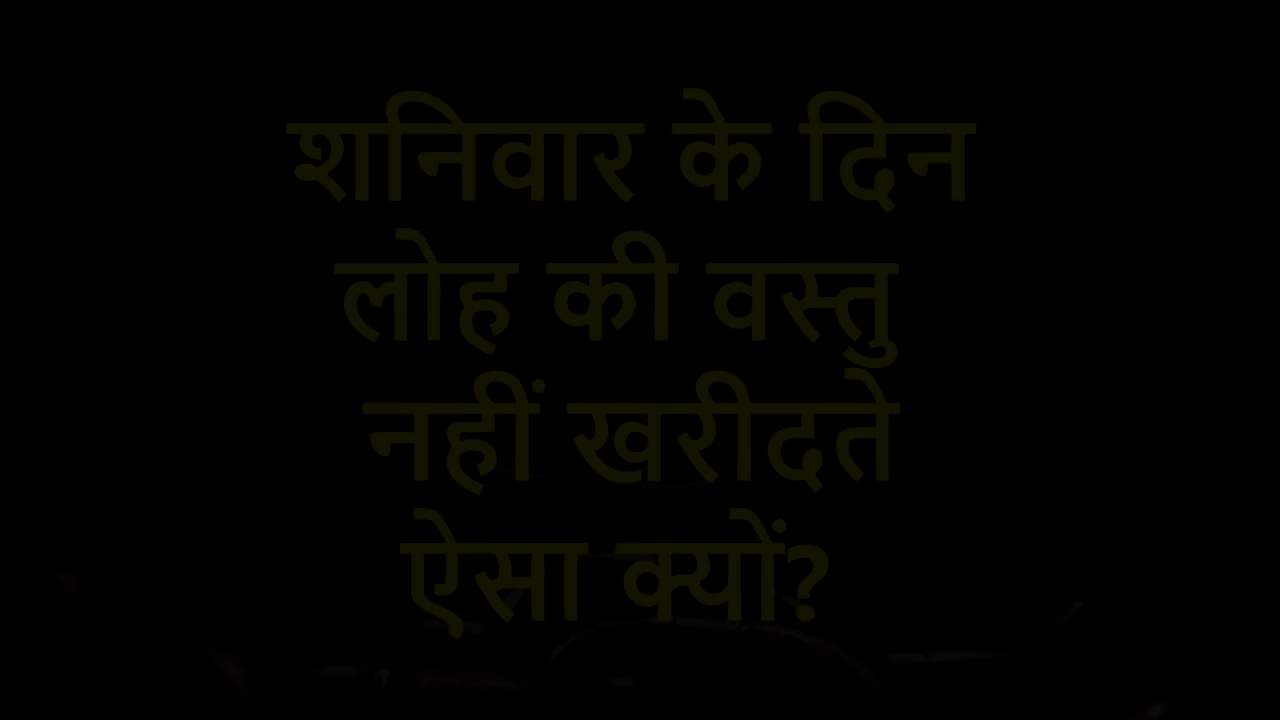 शनिवार के दिन
लोह की वस्तु
नहीं खरीदते
ऐसा क्यों?